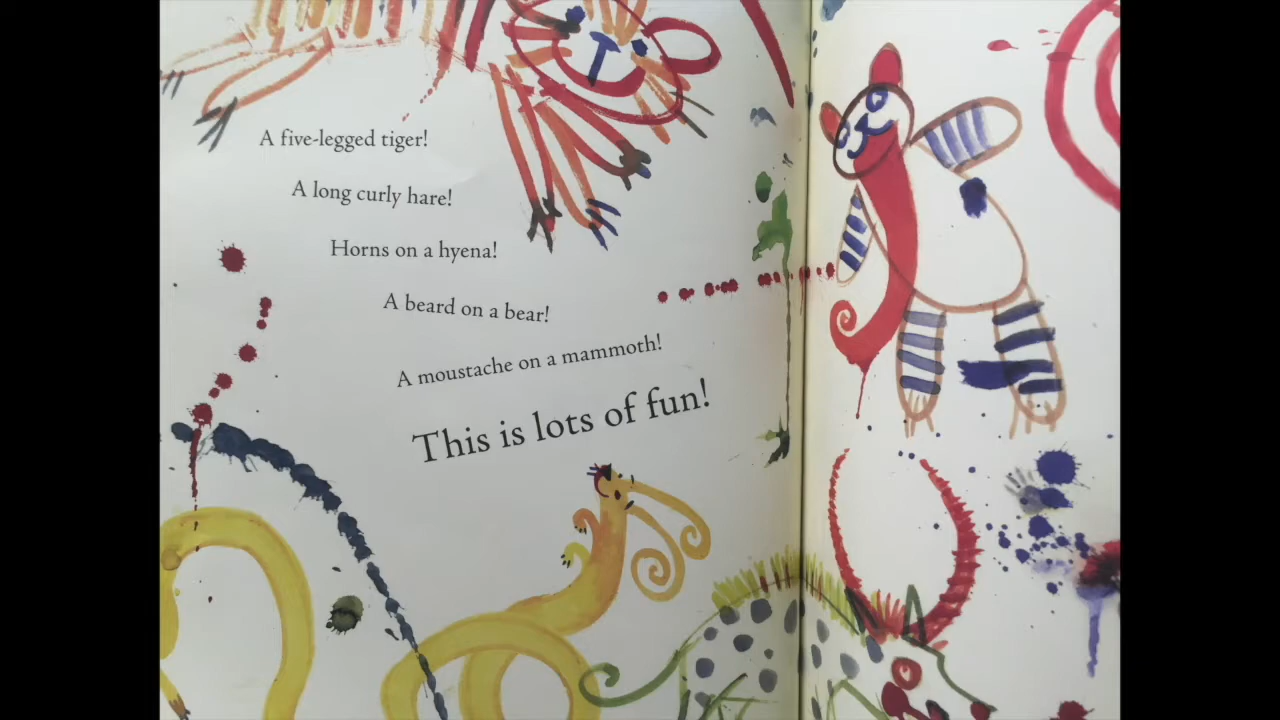 A five-legged tiger!
A long curly hare!
Horns on a hyena!
A beard on a bear!
A moustache on a mammoth!
This is lots of fun!